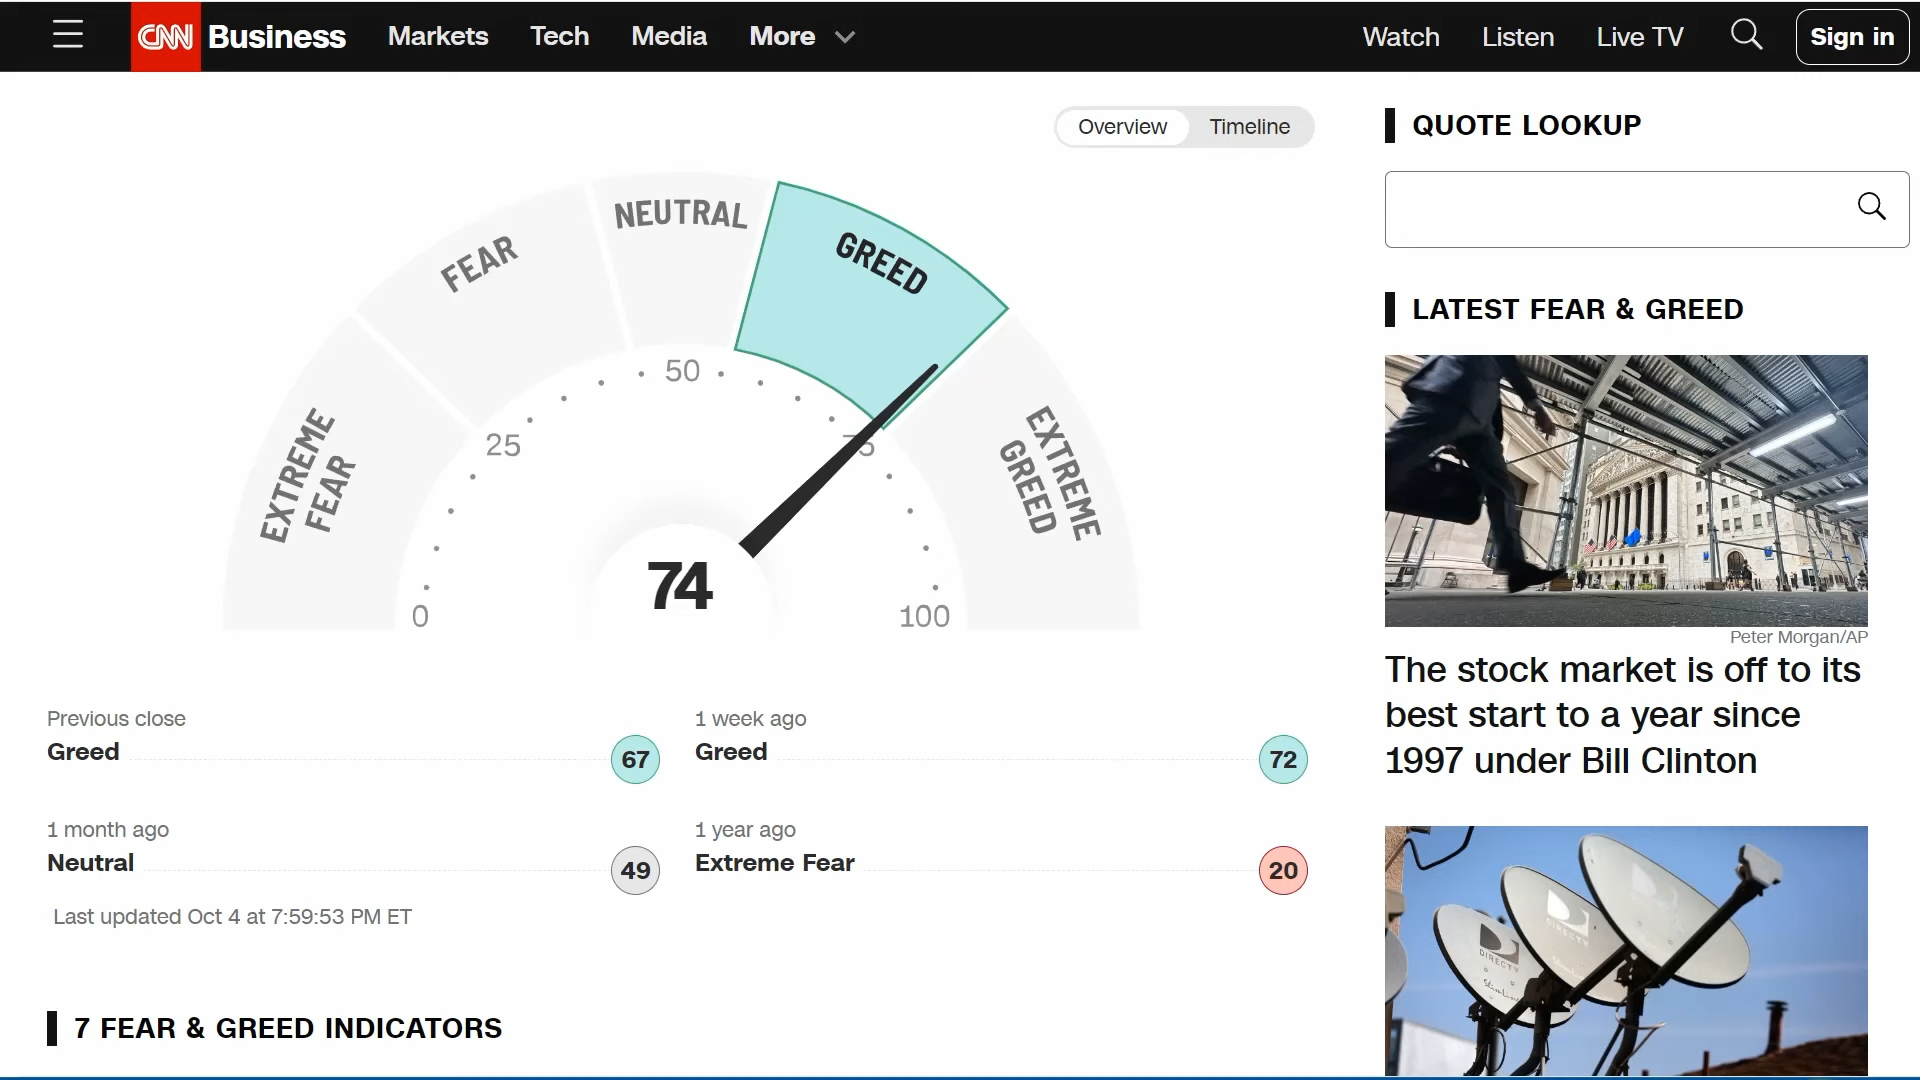 CNN Business Markets Tech Media More Watch Listen Live TV Sign in
Overview Timeline
EXTREME
FEAR
FEAR
NEUTRAL
GREED
EXTREME
GREED
0
25
50
75
100
74
Previous close
Greed 67
1 week ago
Greed 72
1 month ago
Neutral 49
1 year ago
Extreme Fear 20
Last updated Oct 4 at 7:59:53 PM ET
7 FEAR & GREED INDICATORS
QUOTE LOOKUP
LATEST FEAR & GREED
Peter Morgan/AP
The stock market is off to its
best start to a year since
1997 under Bill Clinton
DIRECTV
DIRECTV